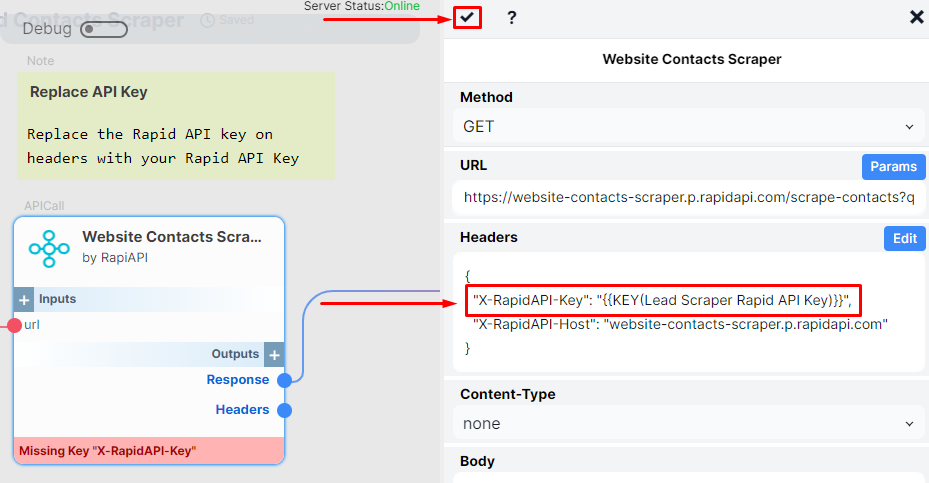 d Contacts Scraper
Saved
Server Status:Online
Debug
?
Note
Replace API Key
Replace the Rapid API key on
headers with your Rapid API Key
APICall
Website Contacts Scra...
by RapiAPI
+ Inputs
url
Outputs +
Response
Headers
Missing Key "X-RapidAPI-Key"
Website Contacts Scraper
Method
GET
URL
Params
https://website-contacts-scraper.p.rapidapi.com/scrape-contacts?q
Headers
Edit
{
"X-RapidAPI-Key": "{{KEY(Lead Scraper Rapid API Key)}}",
"X-RapidAPI-Host": "website-contacts-scraper.p.rapidapi.com"
}
Content-Type
none
Body